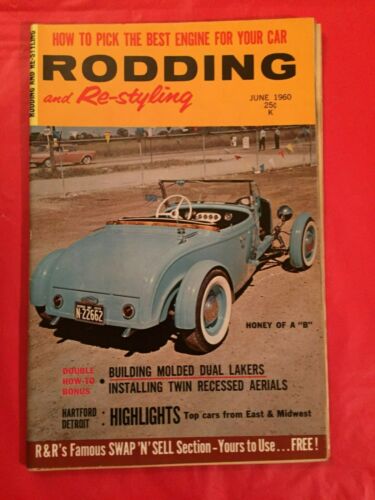 RODDING AND RE-STYLING
HOW TO PICK THE BEST ENGINE FOR YOUR CAR
RODDING
and Re-styling
JUNE 1960
25¢
K
N-22662
HONEY OF A "B"
DOUBLE
HOW-TO
BONUS
• BUILDING MOLDED DUAL LAKERS
• INSTALLING TWIN RECESSED AERIALS
HARTFORD
DETROIT
: HIGHLIGHTS Top cars from East & Midwest
R&R's Famous SWAP 'N' SELL Section-Yours to Use...FREE!